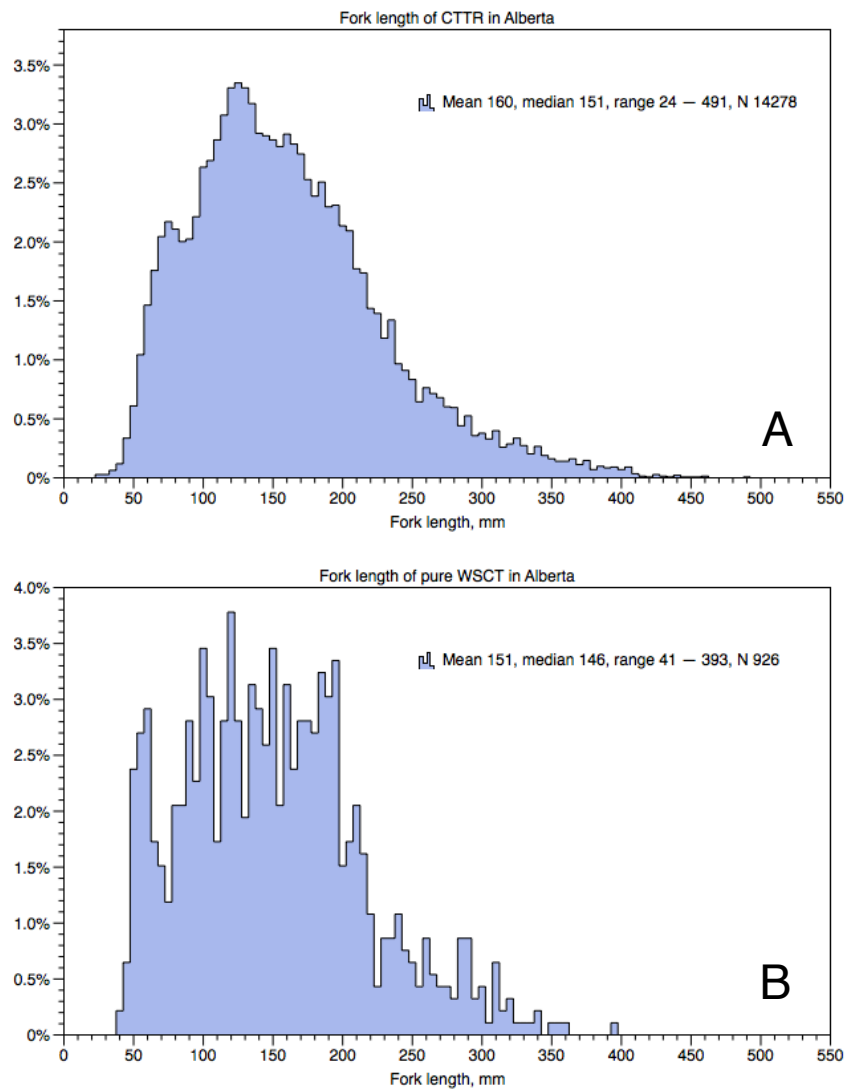 Fork length of CTTR in Alberta
3.5%
Mean 160, median 151, range 24 — 491, N 14278
3.0%
2.5%
2.0%
1.5%
1.0%
0.5%
A
0%
0 50 100 150 200 250 300 350 400 450 500 550
Fork length, mm
Fork length of pure WSCT in Alberta
4.0%
3.5%
Mean 151, median 146, range 41 — 393, N 926
3.0%
2.5%
2.0%
1.5%
1.0%
0.5%
B
0%
0 50 100 150 200 250 300 350 400 450 500 550
Fork length, mm